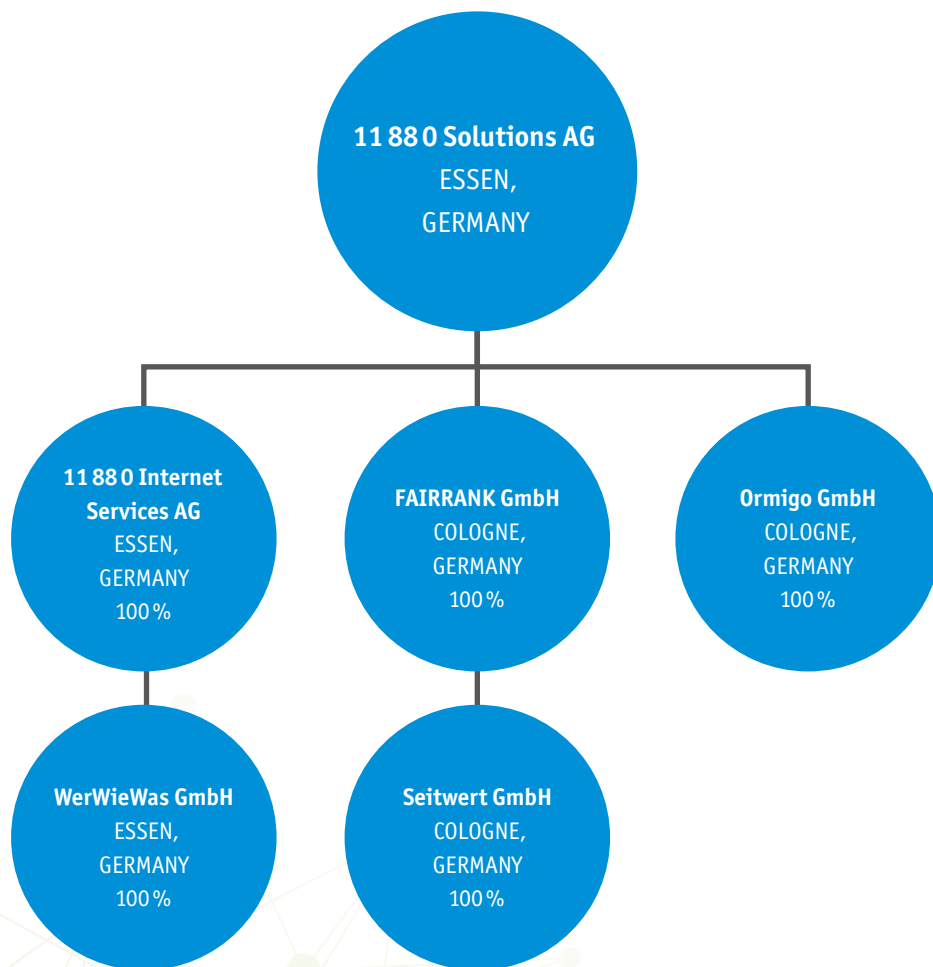 11 88 0 Solutions AG
ESSEN,
GERMANY
11 88 0 Internet
Services AG
ESSEN,
GERMANY
100 %
FAIRRANK GmbH
COLOGNE,
GERMANY
100 %
Ormigo GmbH
COLOGNE,
GERMANY
100 %
WerWieWas GmbH
ESSEN,
GERMANY
100 %
Seitwert GmbH
COLOGNE,
GERMANY
100 %